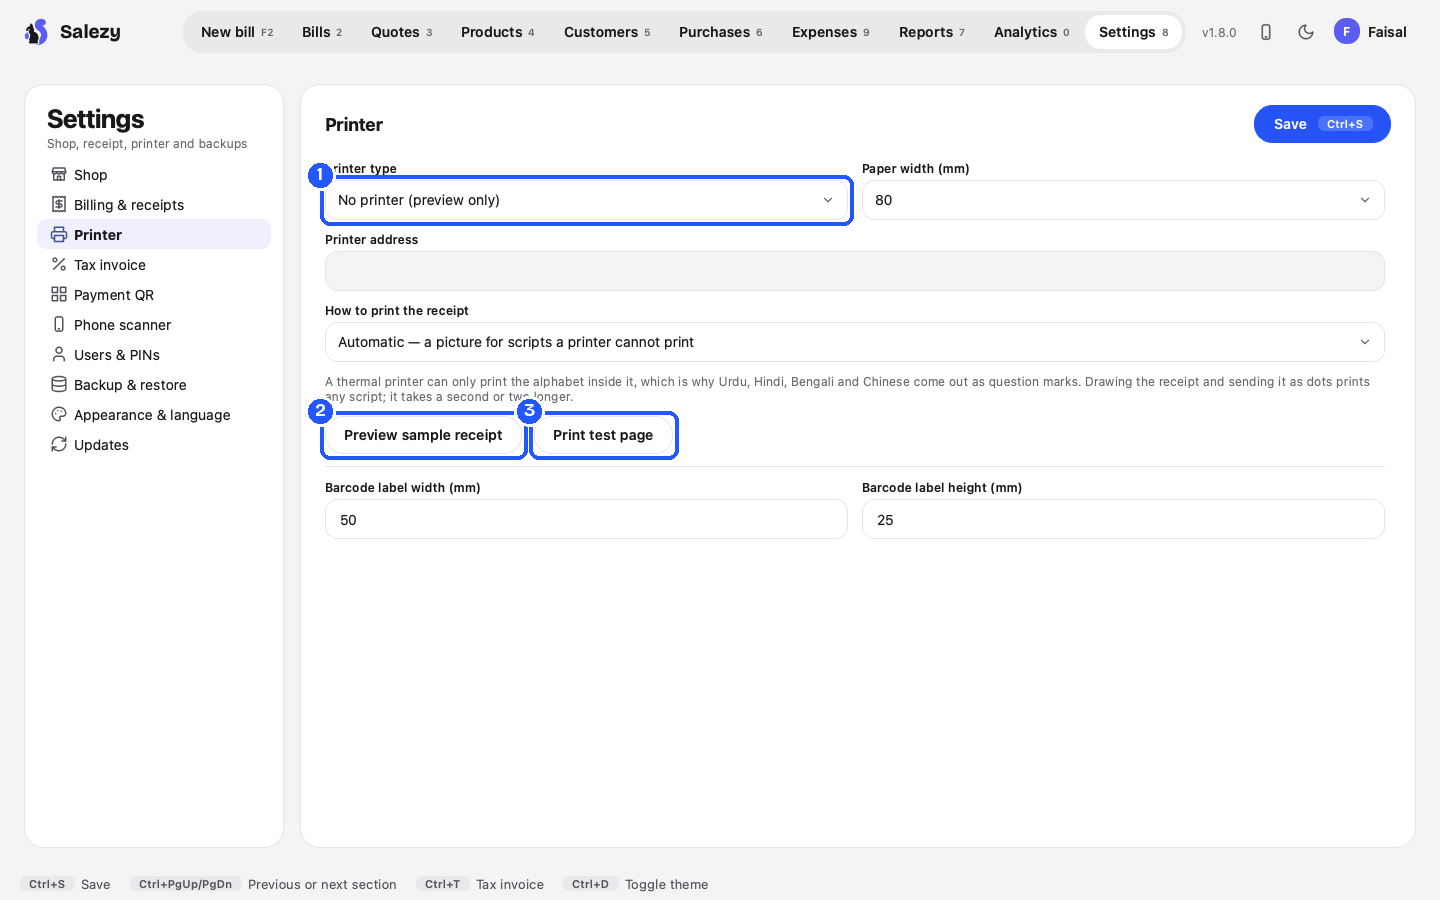 Salezy
New bill F2
Bills 2
Quotes 3
Products 4
Customers 5
Purchases 6
Expenses 9
Reports 7
Analytics 0
Settings 8
v1.8.0
F
Faisal
Settings
Shop, receipt, printer and backups
Shop
Billing & receipts
Printer
Tax invoice
Payment QR
Phone scanner
Users & PINs
Backup & restore
Appearance & language
Updates
Printer
Save Ctrl+S
1
rinter type
No printer (preview only)
Paper width (mm)
80
Printer address
How to print the receipt
Automatic — a picture for scripts a printer cannot print
A thermal printer can only print the alphabet inside it, which is why Urdu, Hindi, Bengali and Chinese come out as question marks. Drawing the receipt and sending it as dots prints
any script; it takes a second or two longer.
2
Preview sample receipt
3
Print test page
Barcode label width (mm)
50
Barcode label height (mm)
25
Ctrl+S Save
Ctrl+PgUp/PgDn Previous or next section
Ctrl+T Tax invoice
Ctrl+D Toggle theme